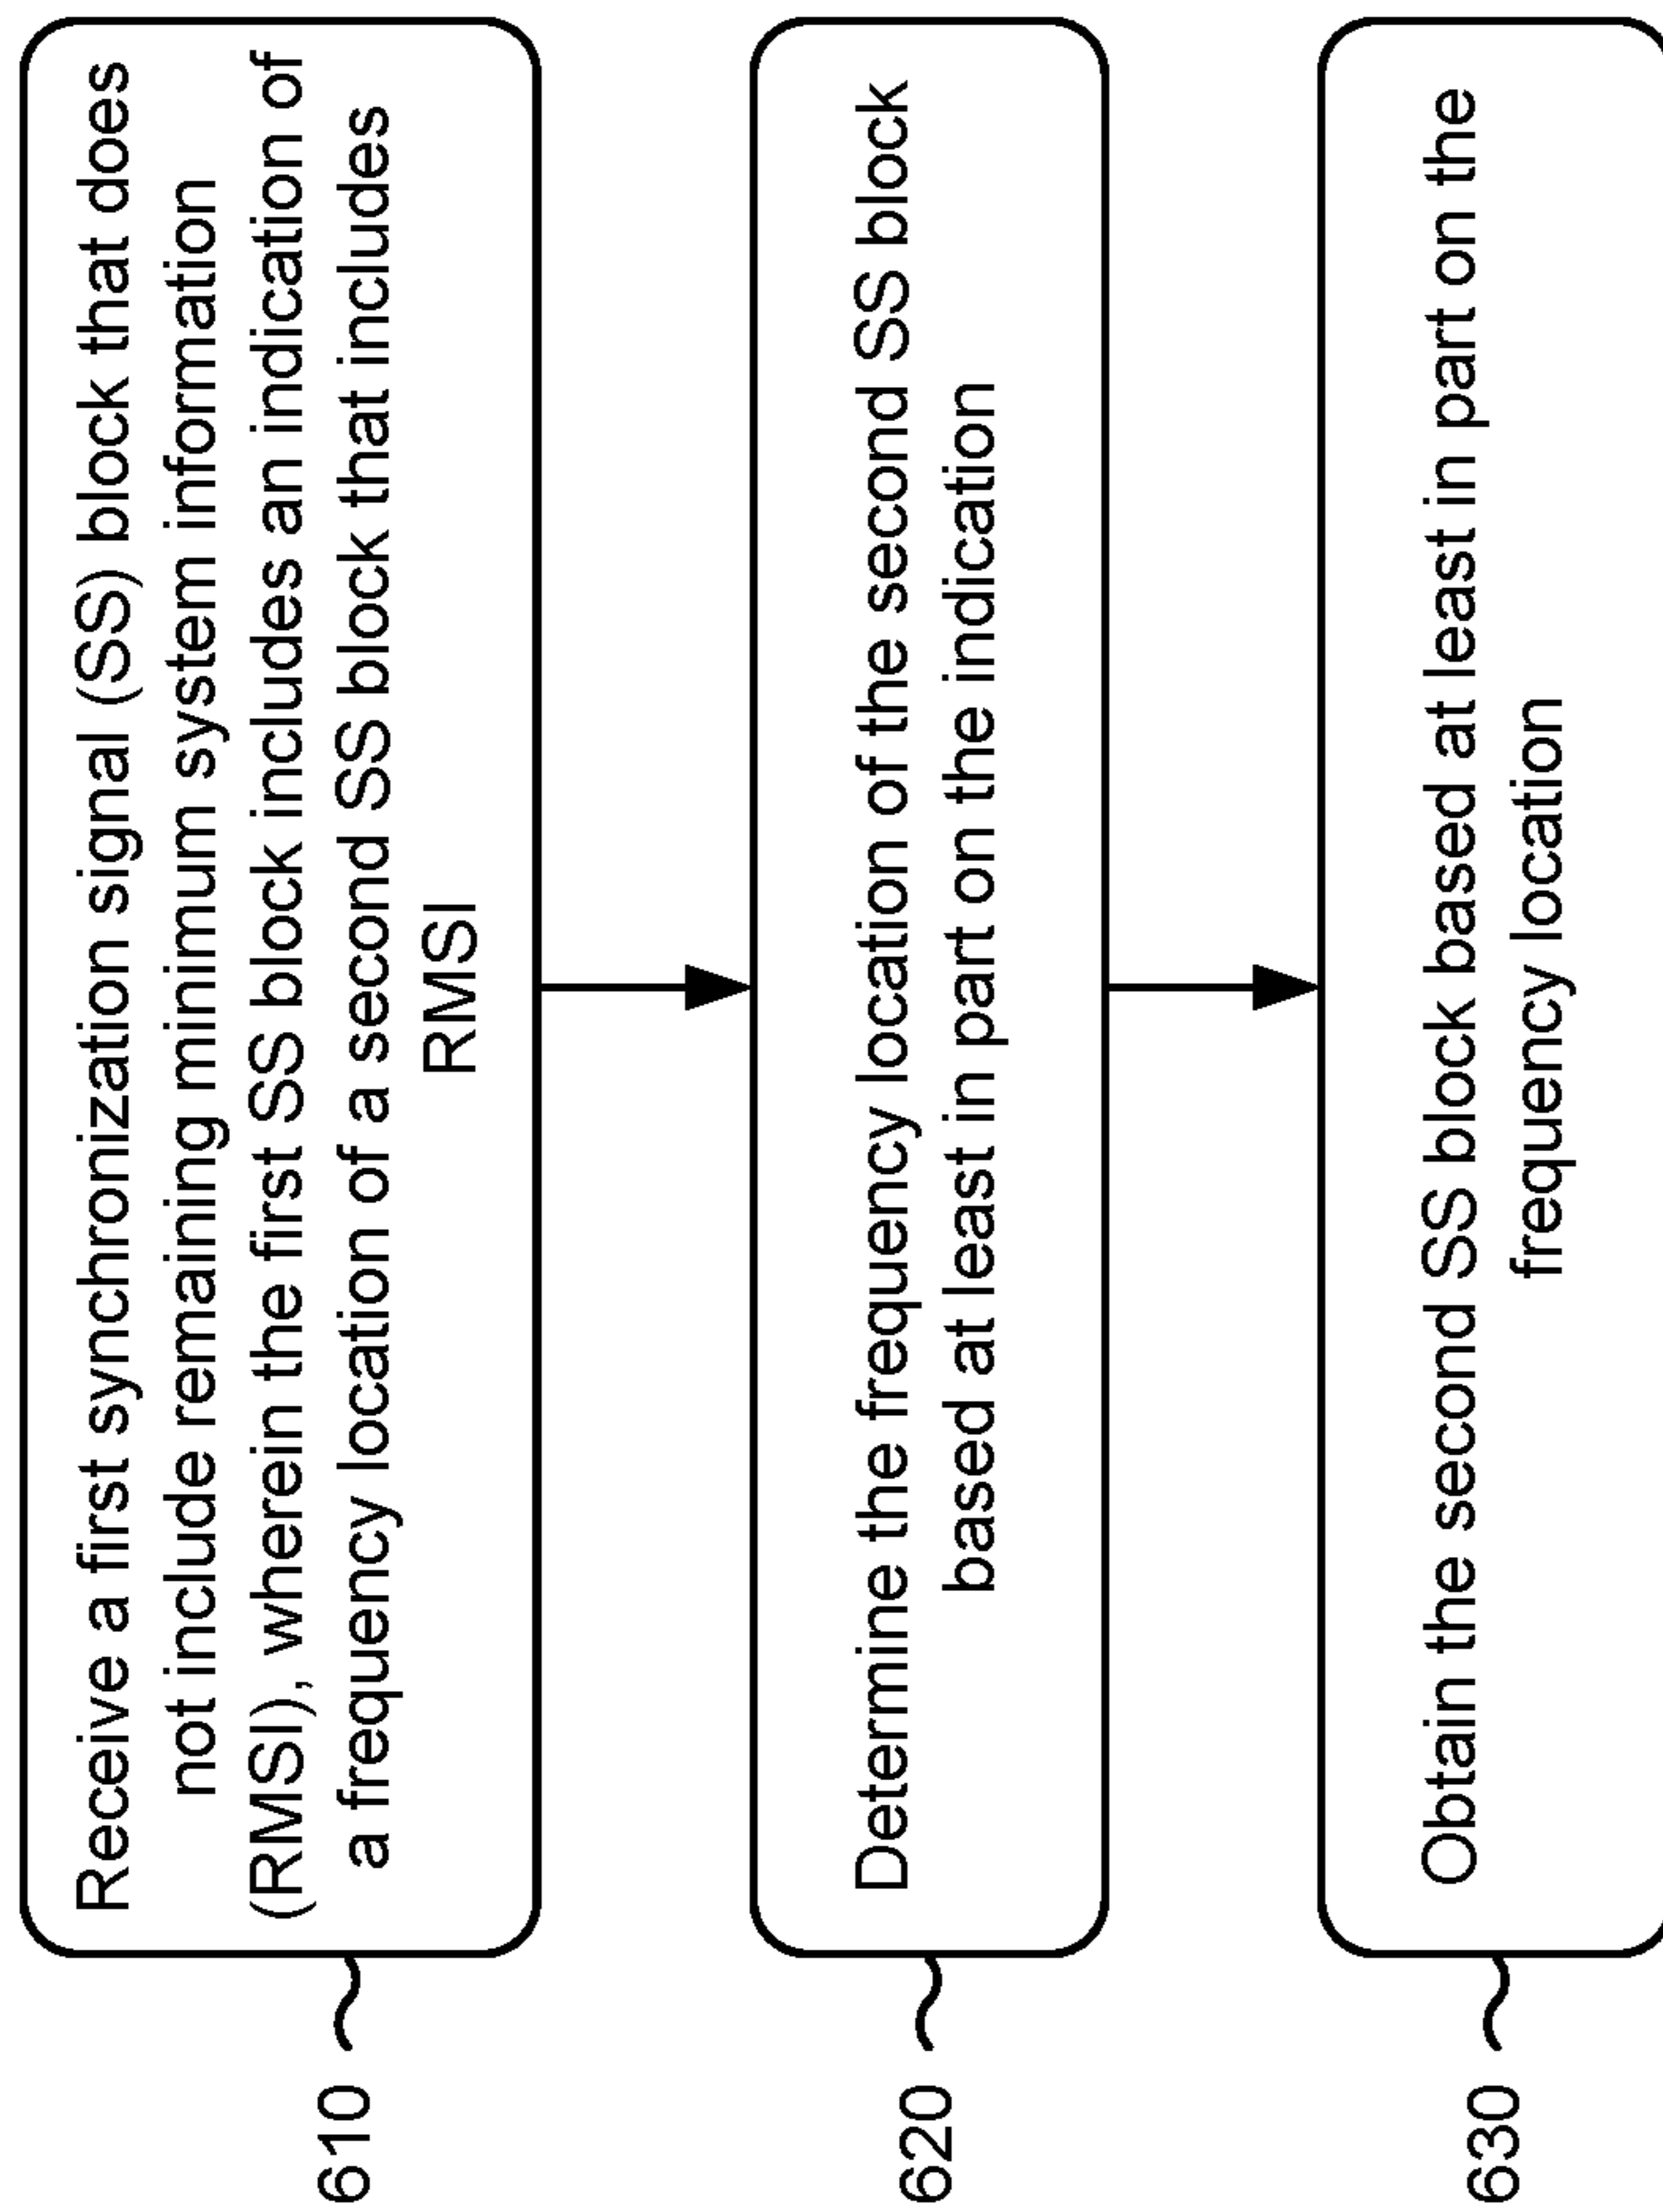 610
Receive a first synchronization signal (SS) block that does
not include remaining minimum system information
(RMSI), wherein the first SS block includes an indication of
a frequency location of a second SS block that includes
RMSI
620
Determine the frequency location of the second SS block
based at least in part on the indication
630
Obtain the second SS block based at least in part on the
frequency location